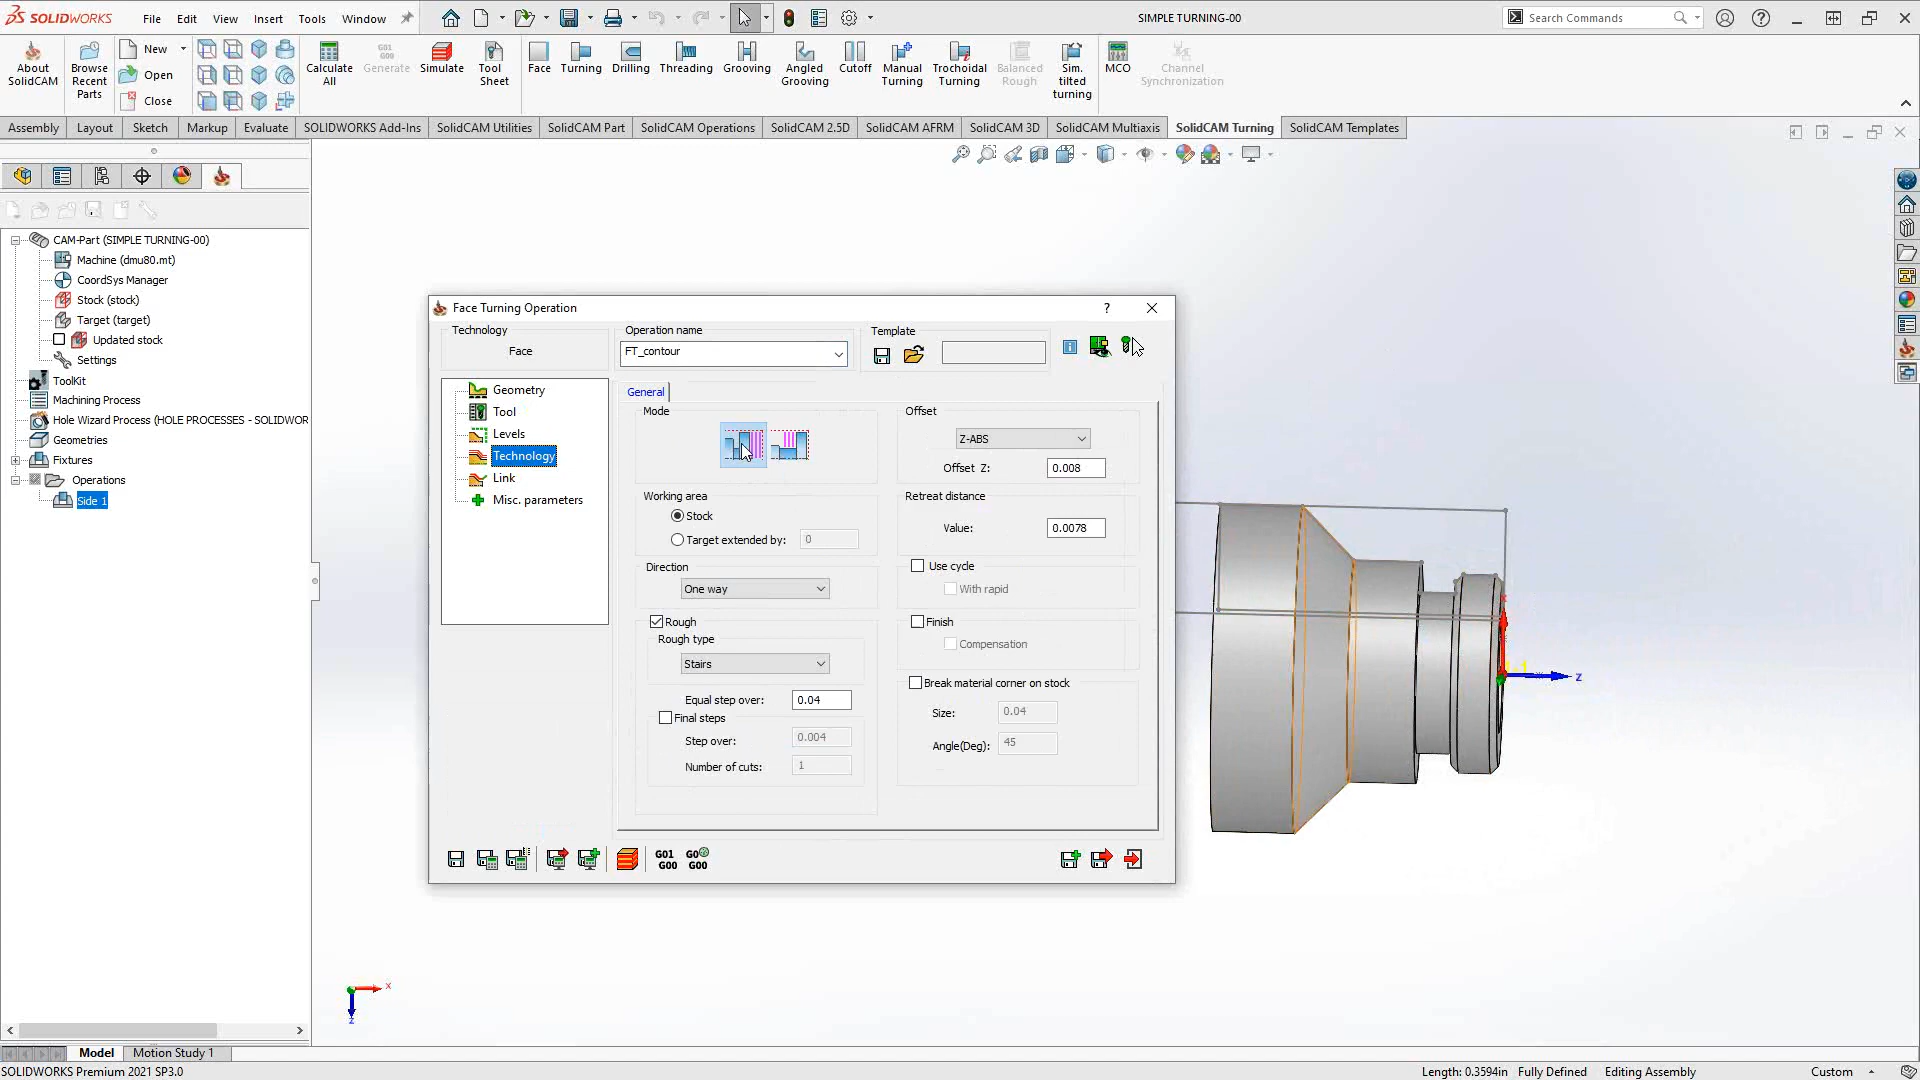 SOLIDWORKS File Edit View Insert Tools Window SIMPLE TURNING-00 Search Commands
About SolidCAM
Browse Recent Parts
New
Open
Close
Calculate All
G01 G00 Generate
Simulate
Tool Sheet
Face
Turning
Drilling
Threading
Grooving
Angled Grooving
Cutoff
Manual Turning
Trochoidal Turning
Balanced Rough
Sim. tilted turning
MCO
Channel Synchronization
Assembly Layout Sketch Markup Evaluate SOLIDWORKS Add-Ins SolidCAM Utilities SolidCAM Part SolidCAM Operations SolidCAM 2.5D SolidCAM AFRM SolidCAM 3D SolidCAM Multiaxis SolidCAM Turning SolidCAM Templates
CAM-Part (SIMPLE TURNING-00)
Machine (dmu80.mt)
CoordSys Manager
Stock (stock)
Target (target)
Updated stock
Settings
ToolKit
Machining Process
Hole Wizard Process (HOLE PROCESSES - SOLIDWOR
Geometries
Fixtures
Operations
Side 1
Face Turning Operation ?
Technology
Face
Operation name
FT_contour
Template
Geometry
Tool
Levels
Technology
Link
Misc. parameters
General
Mode
Working area
Stock
Target extended by: 0
Direction
One way
Rough
Rough type
Stairs
Equal step over: 0.04
Final steps
Step over: 0.004
Number of cuts: 1
Offset
Z-ABS
Offset Z: 0.008
Retreat distance
Value: 0.0078
Use cycle
With rapid
Finish
Compensation
Break material corner on stock
Size: 0.04
Angle(Deg): 45
G01 G00
G00
z
x
z
Model Motion Study 1
SOLIDWORKS Premium 2021 SP3.0 Length: 0.3594in Fully Defined Editing Assembly Custom